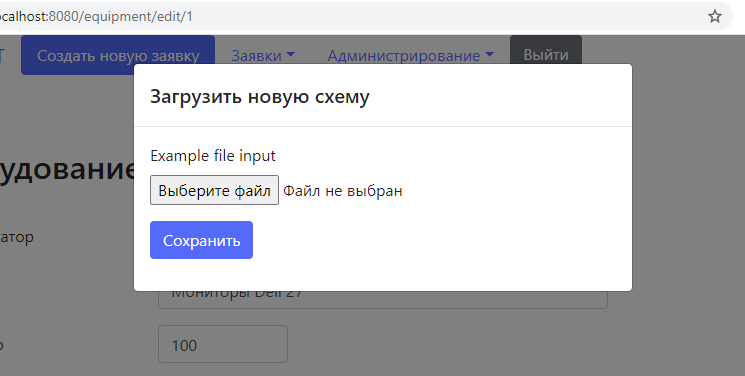 ocalhost:8080/equipment/edit/1
Создать новую заявку Заявки Администрирование Выйти
Загрузить новую схему
Example file input
Выберите файл Файл не выбран
Сохранить
удование
атор
Мониторы Dell 27
100